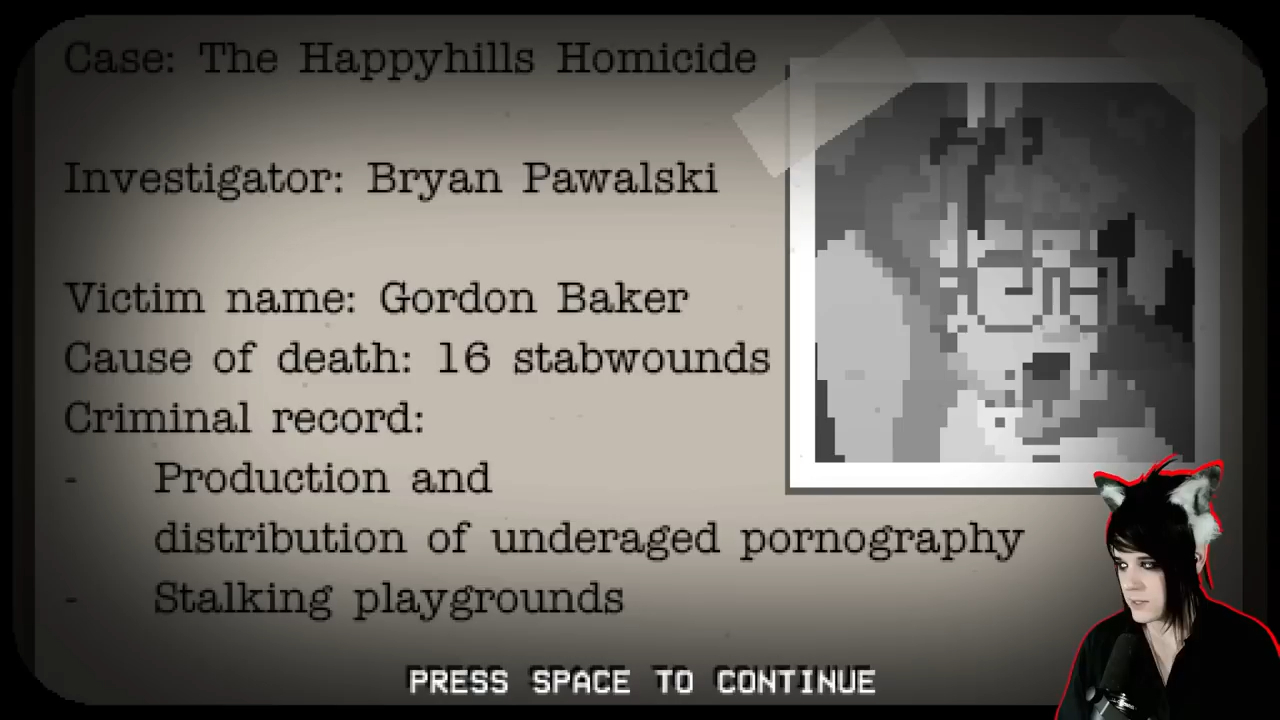 Case: The Happyhills Homicide
Investigator: Bryan Pawalski
Victim name: Gordon Baker
Cause of death: 16 stabwounds
Criminal record:
- Production and
distribution of underaged pornography
- Stalking playgrounds
PRESS SPACE TO CONTINUE